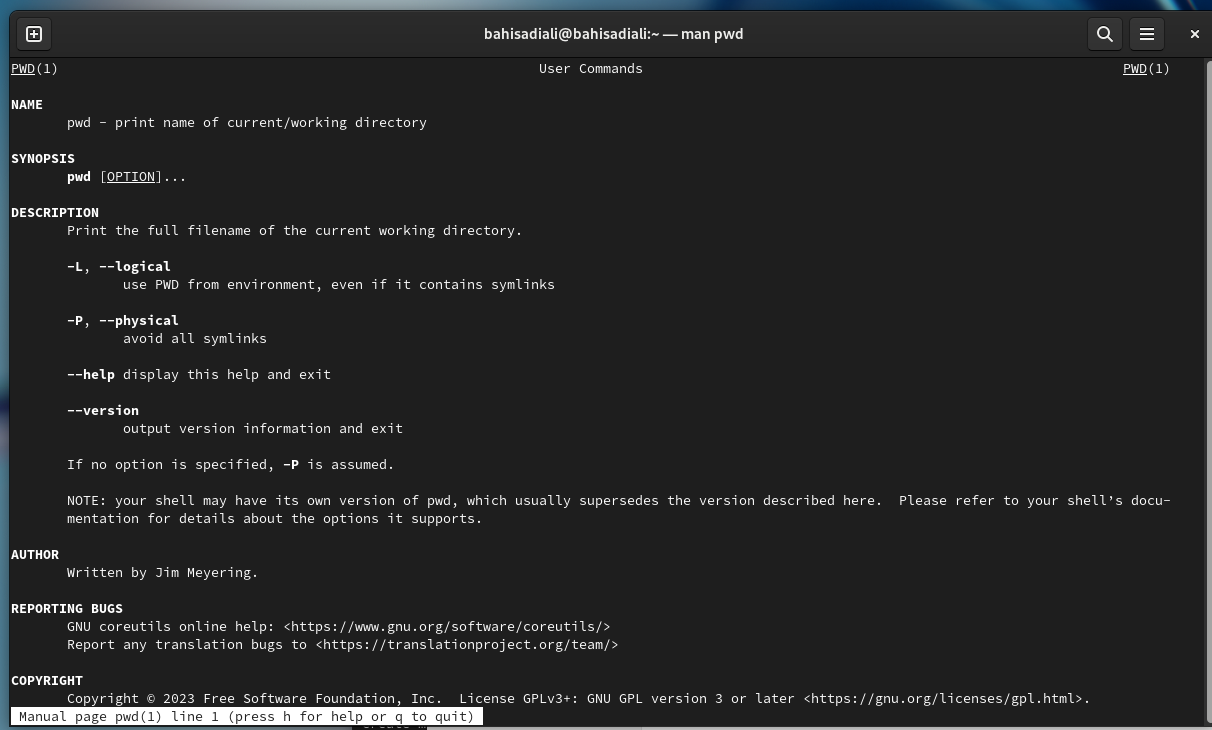 bahisadiali@bahisadiali:~ — man pwd
PWD(1) User Commands PWD(1)
NAME
pwd - print name of current/working directory
SYNOPSIS
pwd [OPTION]...
DESCRIPTION
Print the full filename of the current working directory.
-L, --logical
use PWD from environment, even if it contains symlinks
-P, --physical
avoid all symlinks
--help display this help and exit
--version
output version information and exit
If no option is specified, -P is assumed.
NOTE: your shell may have its own version of pwd, which usually supersedes the version described here.  Please refer to your shell’s docu-
mentation for details about the options it supports.
AUTHOR
Written by Jim Meyering.
REPORTING BUGS
GNU coreutils online help: <https://www.gnu.org/software/coreutils/>
Report any translation bugs to <https://translationproject.org/team/>
COPYRIGHT
Copyright © 2023 Free Software Foundation, Inc.  License GPLv3+: GNU GPL version 3 or later <https://gnu.org/licenses/gpl.html>.
Manual page pwd(1) line 1 (press h for help or q to quit)